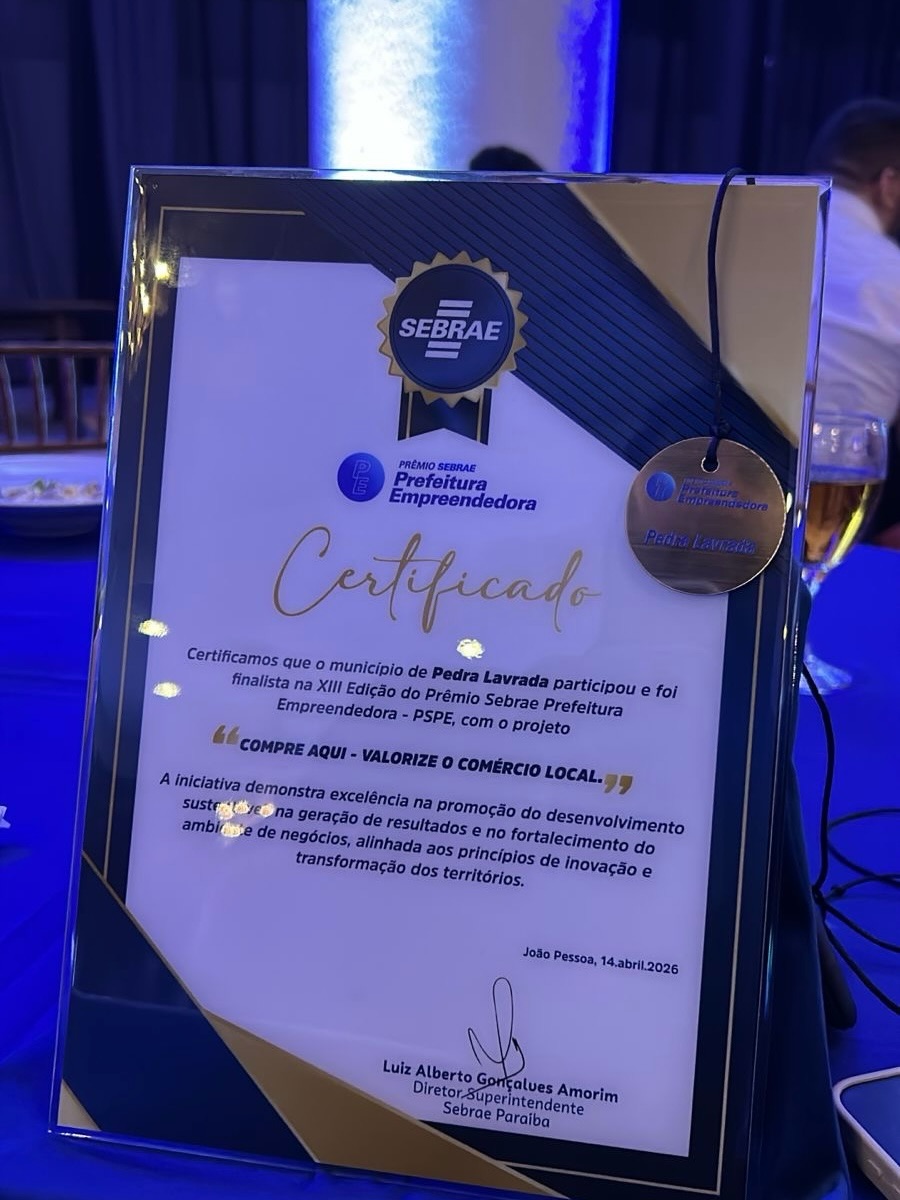 SEBRAE
PE
PRÊMIO SEBRAE
Prefeitura
Empreendedora
Prefeitura
Empreendedora
Pedra Lavrada
Certificado
Certificamos que o município de Pedra Lavrada participou e foi
finalista na XIII Edição do Prêmio Sebrae Prefeitura
Empreendedora - PSPE, com o projeto
“COMPRE AQUI - VALORIZE O COMÉRCIO LOCAL.”
A iniciativa demonstra excelência na promoção do desenvolvimento
sustentável na geração de resultados e no fortalecimento do
ambiente de negócios, alinhada aos princípios de inovação e
transformação dos territórios.
João Pessoa, 14.abril.2026
Luiz Alberto Gonçalves Amorim
Diretor Superintendente
Sebrae Paraíba